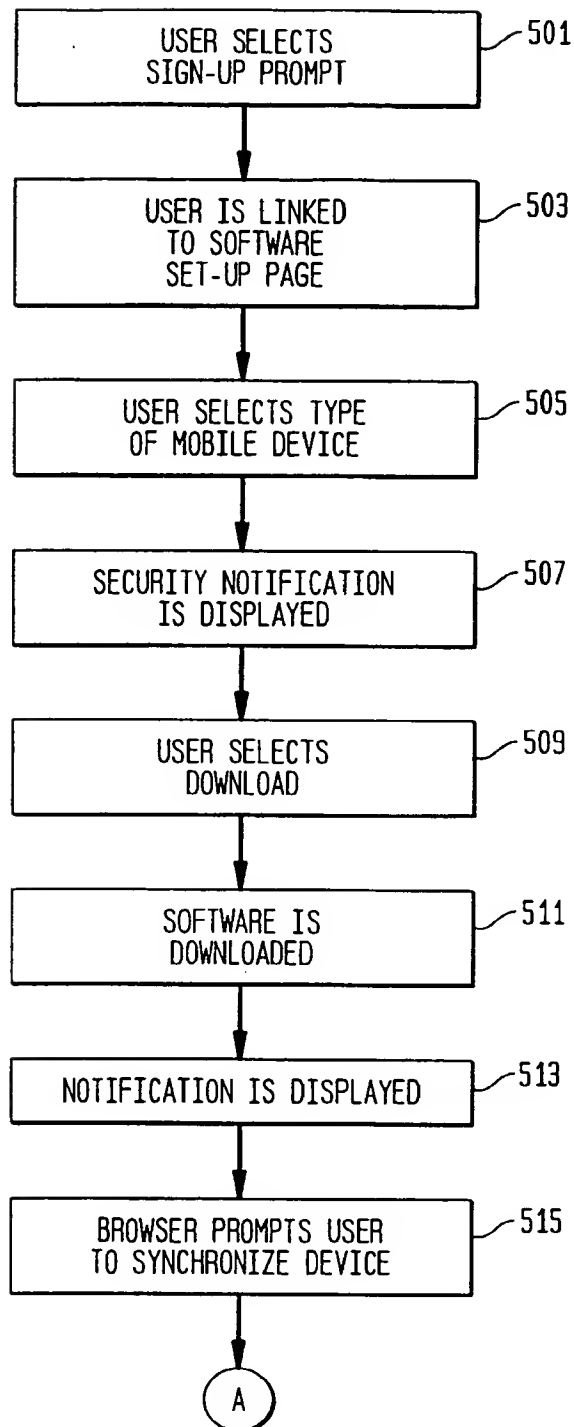 USER SELECTS
SIGN-UP PROMPT
501
USER IS LINKED
TO SOFTWARE
SET-UP PAGE
503
USER SELECTS TYPE
OF MOBILE DEVICE
505
SECURITY NOTIFICATION
IS DISPLAYED
507
USER SELECTS
DOWNLOAD
509
SOFTWARE IS
DOWNLOADED
511
NOTIFICATION IS DISPLAYED
513
BROWSER PROMPTS USER
TO SYNCHRONIZE DEVICE
515
A